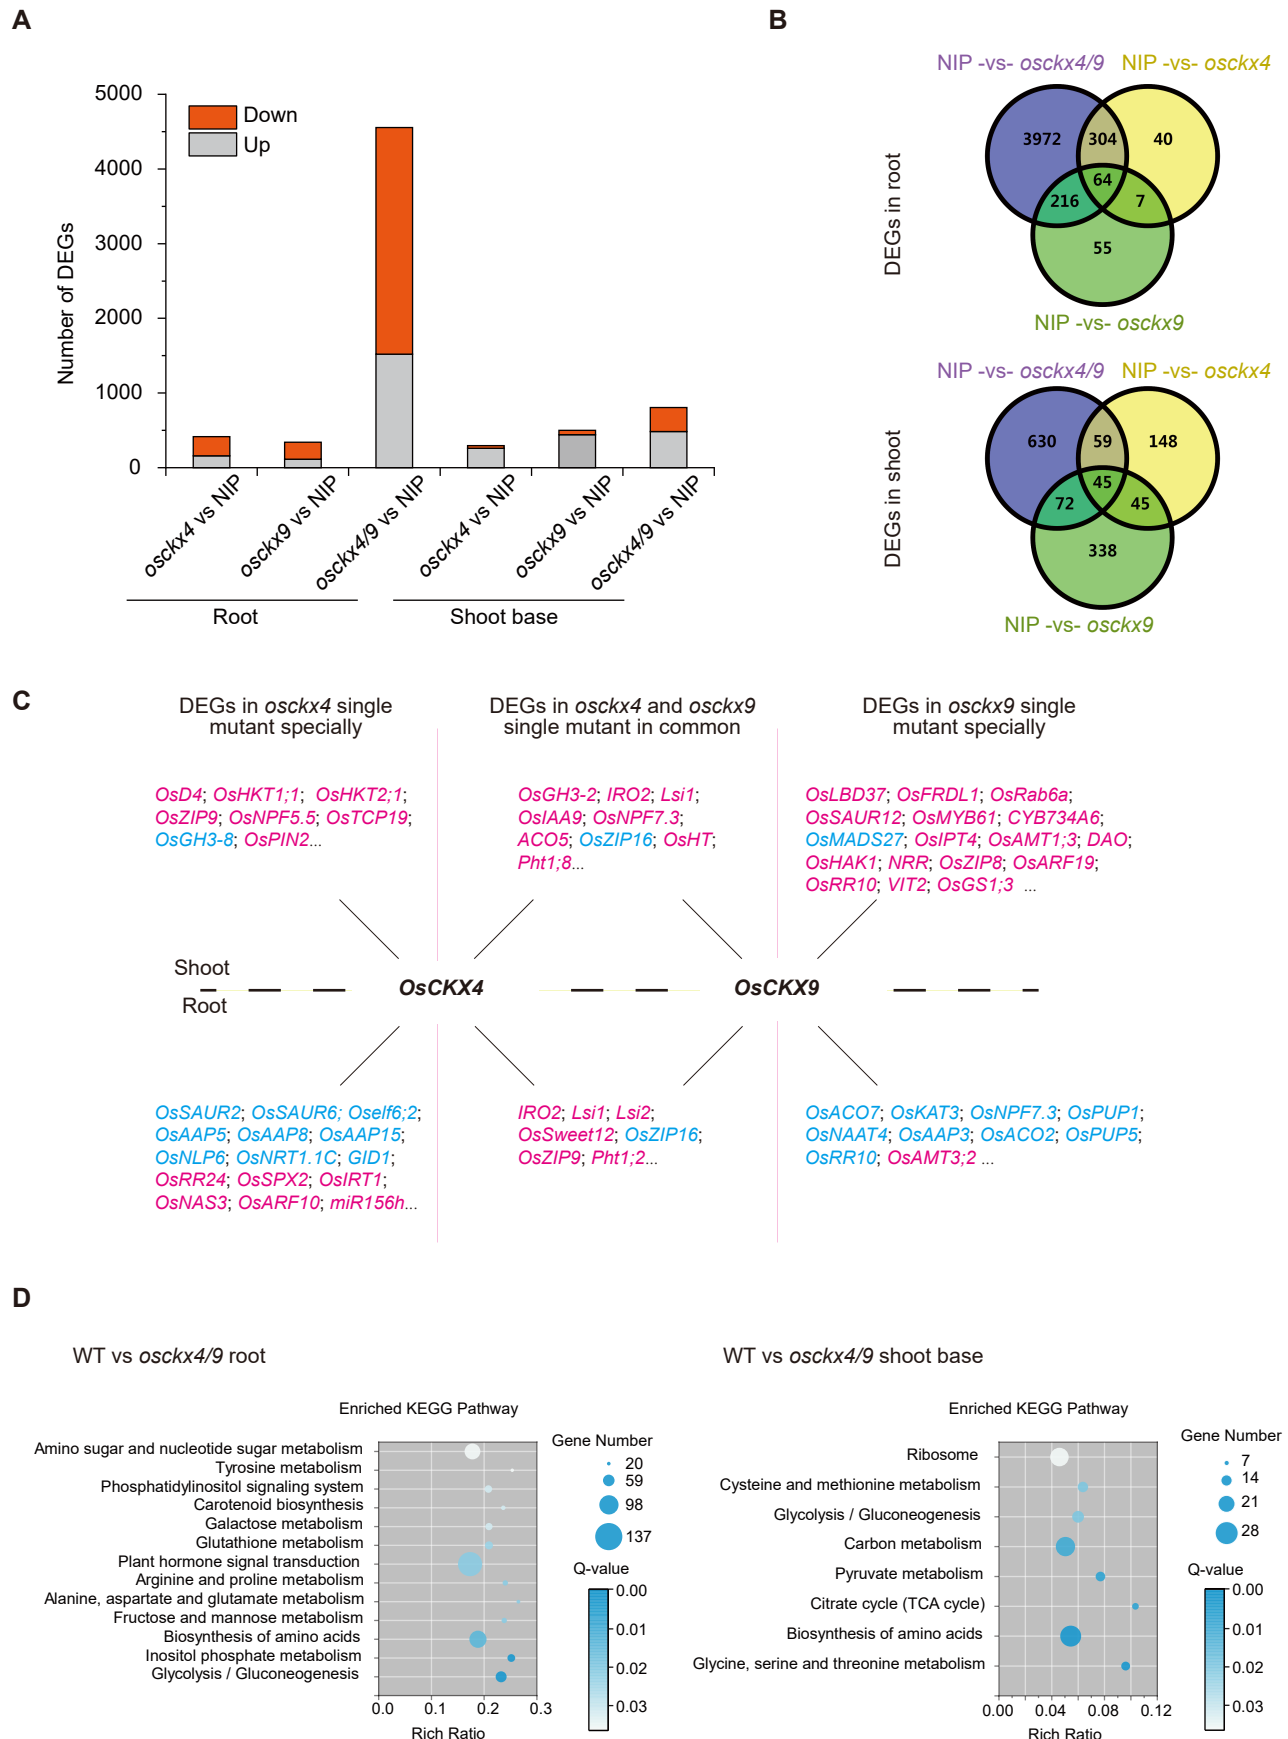 A
5000
4000
3000
2000
1000
0
Number of DEGs
Down
Up
osckx4 vs NIP
osckx9 vs NIP
osckx4/9 vs NIP
osckx4 vs NIP
osckx9 vs NIP
osckx4/9 vs NIP
Root
Shoot base
B
NIP -vs- osckx4/9
NIP -vs- osckx4
DEGs in root
3972
304
40
64
216
7
55
NIP -vs- osckx9
NIP -vs- osckx4/9
NIP -vs- osckx4
DEGs in shoot
630
59
148
45
72
45
338
NIP -vs- osckx9
C
DEGs in osckx4 single
mutant specially
DEGs in osckx4 and osckx9
single mutant in common
DEGs in osckx9 single
mutant specially
OsD4; OsHKT1;1; OsHKT2;1;
OsZIP9; OsNPF5.5; OsTCP19;
OsGH3-8; OsPIN2...
OsGH3-2; IRO2; Lsi1;
OsIAA9; OsNPF7.3;
ACO5; OsZIP16; OsHT;
Pht1;8...
OsLBD37; OsFRDL1; OsRab6a;
OsSAUR12; OsMYB61; CYB734A6;
OsMADS27; OsIPT4; OsAMT1;3; DAO;
OsHAK1; NRR; OsZIP8; OsARF19;
OsRR10; VIT2; OsGS1;3 ...
Shoot
Root
OsCKX4
OsCKX9
OsSAUR2; OsSAUR6; Oself6;2;
OsAAP5; OsAAP8; OsAAP15;
OsNLP6; OsNRT1.1C; GID1;
OsRR24; OsSPX2; OsIRT1;
OsNAS3; OsARF10; miR156h...
IRO2; Lsi1; Lsi2;
OsSweet12; OsZIP16;
OsZIP9; Pht1;2...
OsACO7; OsKAT3; OsNPF7.3; OsPUP1;
OsNAAT4; OsAAP3; OsACO2; OsPUP5;
OsRR10; OsAMT3;2 ...
D
WT vs osckx4/9 root
Enriched KEGG Pathway
Amino sugar and nucleotide sugar metabolism
Tyrosine metabolism
Phosphatidylinositol signaling system
Carotenoid biosynthesis
Galactose metabolism
Glutathione metabolism
Plant hormone signal transduction
Arginine and proline metabolism
Alanine, aspartate and glutamate metabolism
Fructose and mannose metabolism
Biosynthesis of amino acids
Inositol phosphate metabolism
Glycolysis / Gluconeogenesis
0.0
0.1
0.2
0.3
Rich Ratio
Gene Number
20
59
98
137
Q-value
0.00
0.01
0.02
0.03
WT vs osckx4/9 shoot base
Enriched KEGG Pathway
Ribosome
Cysteine and methionine metabolism
Glycolysis / Gluconeogenesis
Carbon metabolism
Pyruvate metabolism
Citrate cycle (TCA cycle)
Biosynthesis of amino acids
Glycine, serine and threonine metabolism
0.00
0.04
0.08
0.12
Rich Ratio
Gene Number
7
14
21
28
Q-value
0.00
0.01
0.02
0.03